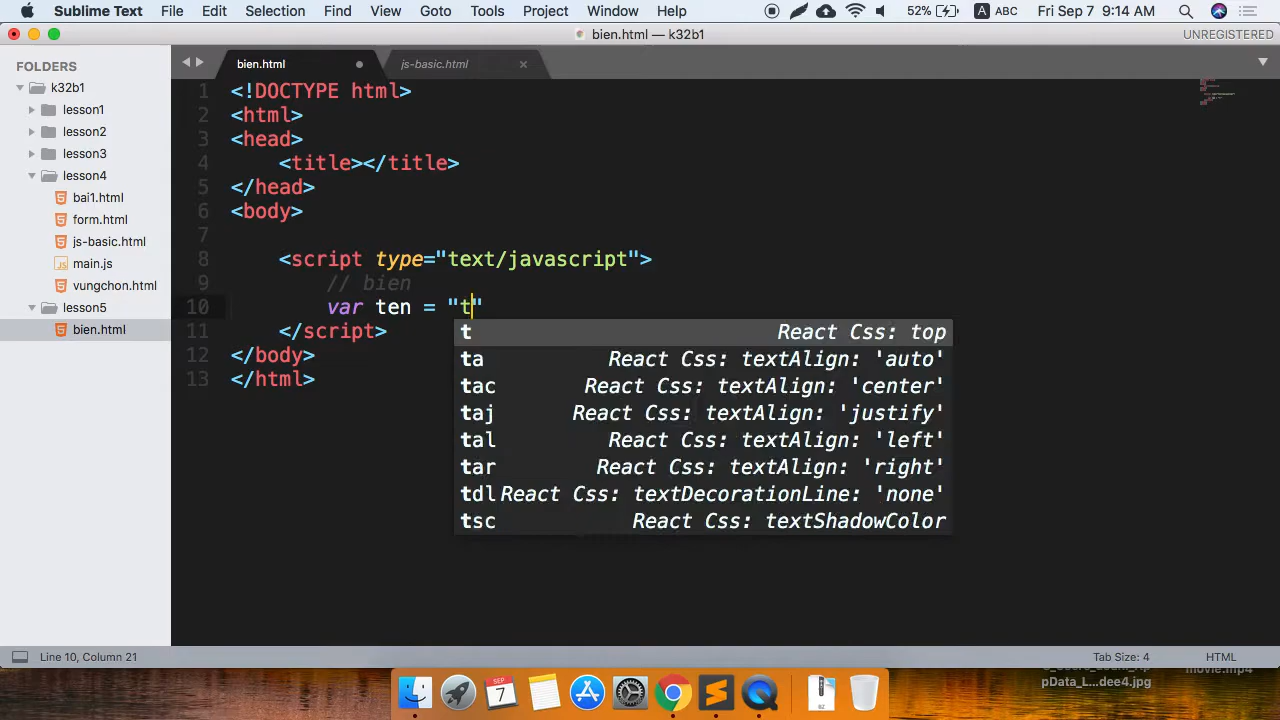 Sublime Text File Edit Selection Find View Goto Tools Project Window Help 52% A ABC Fri Sep 7 9:14 AM
bien.html — k32b1 UNREGISTERED
FOLDERS
k32b1
lesson1
lesson2
lesson3
lesson4
bai1.html
form.html
js-basic.html
JS main.js
vungchon.html
lesson5
bien.html
bien.html js-basic.html
1 <!DOCTYPE html>
2 <html>
3 <head>
4 <title></title>
5 </head>
6 <body>
7
8 <script type="text/javascript">
9 // bien
10 var ten = "t"
11 </script>
12 </body>
13 </html>
t React Css: top
ta React Css: textAlign: 'auto'
tac React Css: textAlign: 'center'
taj React Css: textAlign: 'justify'
tal React Css: textAlign: 'left'
tar React Css: textAlign: 'right'
tdl React Css: textDecorationLine: 'none'
tsc React Css: textShadowColor
Line 10, Column 21 Tab Size: 4 HTML
movie.mp4
pData_L...dee4.jpg
SEP
7